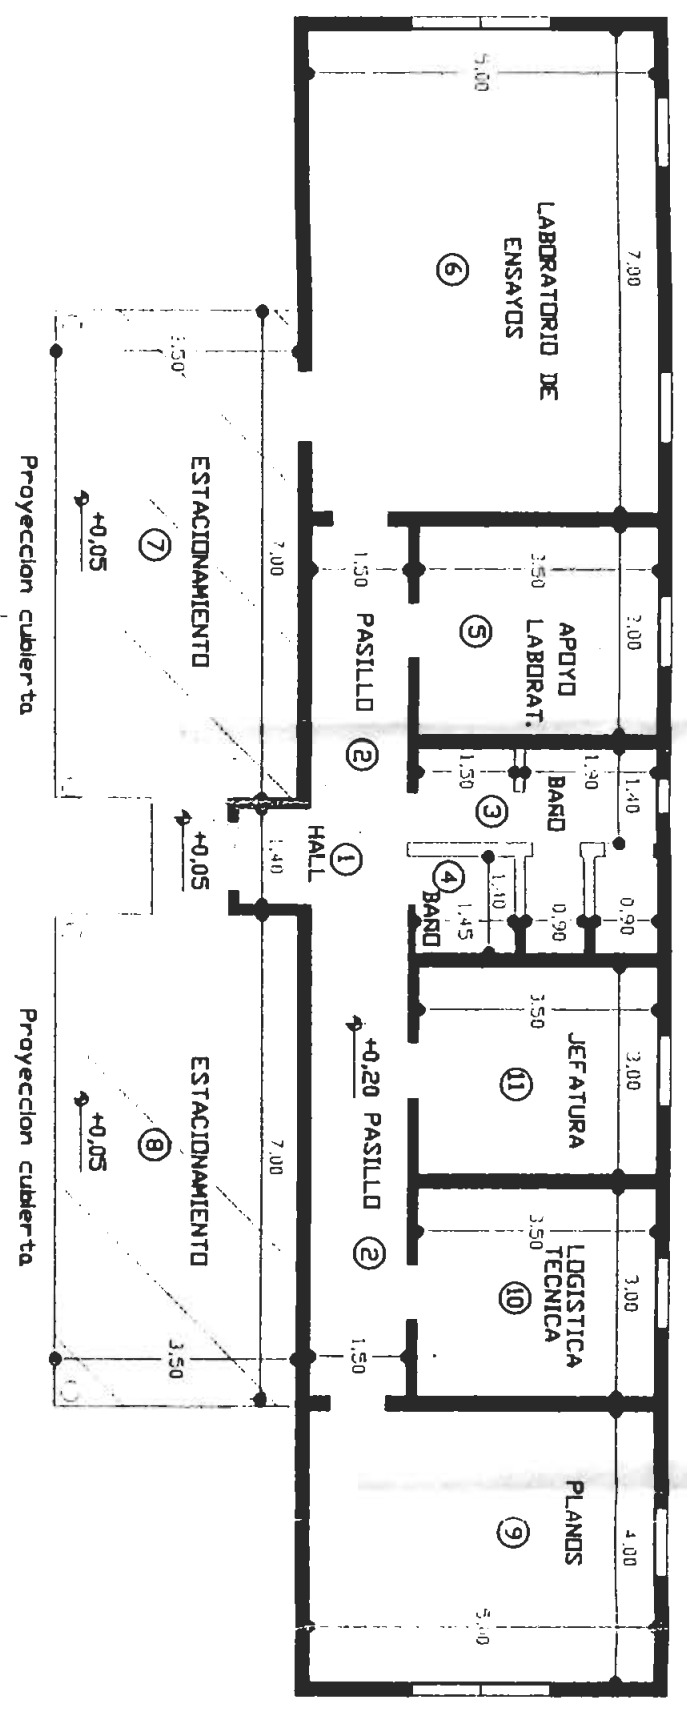 5,00
7,00
LABORATORIO DE
ENSAYOS
6
3,50
ESTACIONAMIENTO
7
7,00
+0,05
Proyeccion cubierta
1,50
PASILLO
2
3,50
3,00
APOYO
LABORAT.
5
1,50
1,90
1,40
BAÑO
3
HALL
1
1,40
+0,05
BAÑO
4
1,40
1,45
0,90
0,90
3,50
3,00
JEFATURA
11
+0,20
PASILLO
2
ESTACIONAMIENTO
8
7,00
+0,05
Proyeccion cubierta
3,50
1,50
3,50
3,00
LOGISTICA
TECNICA
10
PLANOS
9
4,00
5,00